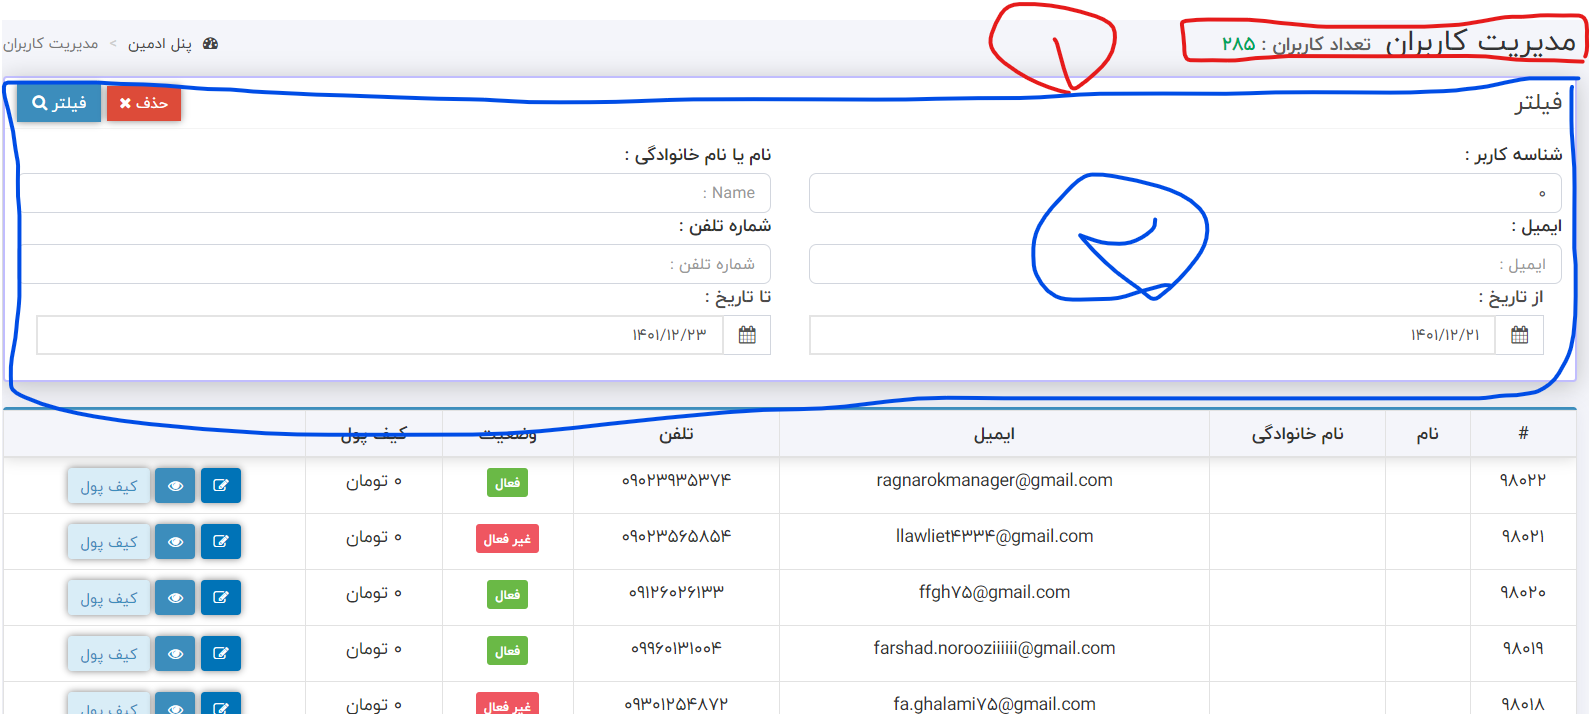 مدیریت کاربران تعداد کاربران : ۲۸۵
پنل ادمین > مدیریت کاربران
۱
فیلتر
حذف
فیلتر
شناسه کاربر :
نام یا نام خانوادگی :
۰
Name :
۲
ایمیل :
شماره تلفن :
ایمیل :
شماره تلفن :
از تاریخ :
تا تاریخ :
۱۴۰۱/۱۲/۲۱
۱۴۰۱/۱۲/۲۳
# نام نام خانوادگی ایمیل تلفن وضعیت کیف پول
۹۸۰۲۲ ragnarokmanager@gmail.com ۰۹۰۲۳۹۳۵۳۷۴ فعال ۰ تومان کیف پول
۹۸۰۲۱ llawliet۴۳۳۴@gmail.com ۰۹۰۲۳۵۶۵۸۵۴ غیر فعال ۰ تومان کیف پول
۹۸۰۲۰ ffgh۷۵@gmail.com ۰۹۱۲۶۰۲۶۱۳۳ فعال ۰ تومان کیف پول
۹۸۰۱۹ farshad.norooziiiiii@gmail.com ۰۹۹۶۰۱۳۱۰۰۴ فعال ۰ تومان کیف پول
۹۸۰۱۸ fa.ghalami۷۵@gmail.com ۰۹۳۰۱۲۵۴۸۷۲ غیر فعال ۰ تومان کیف پول